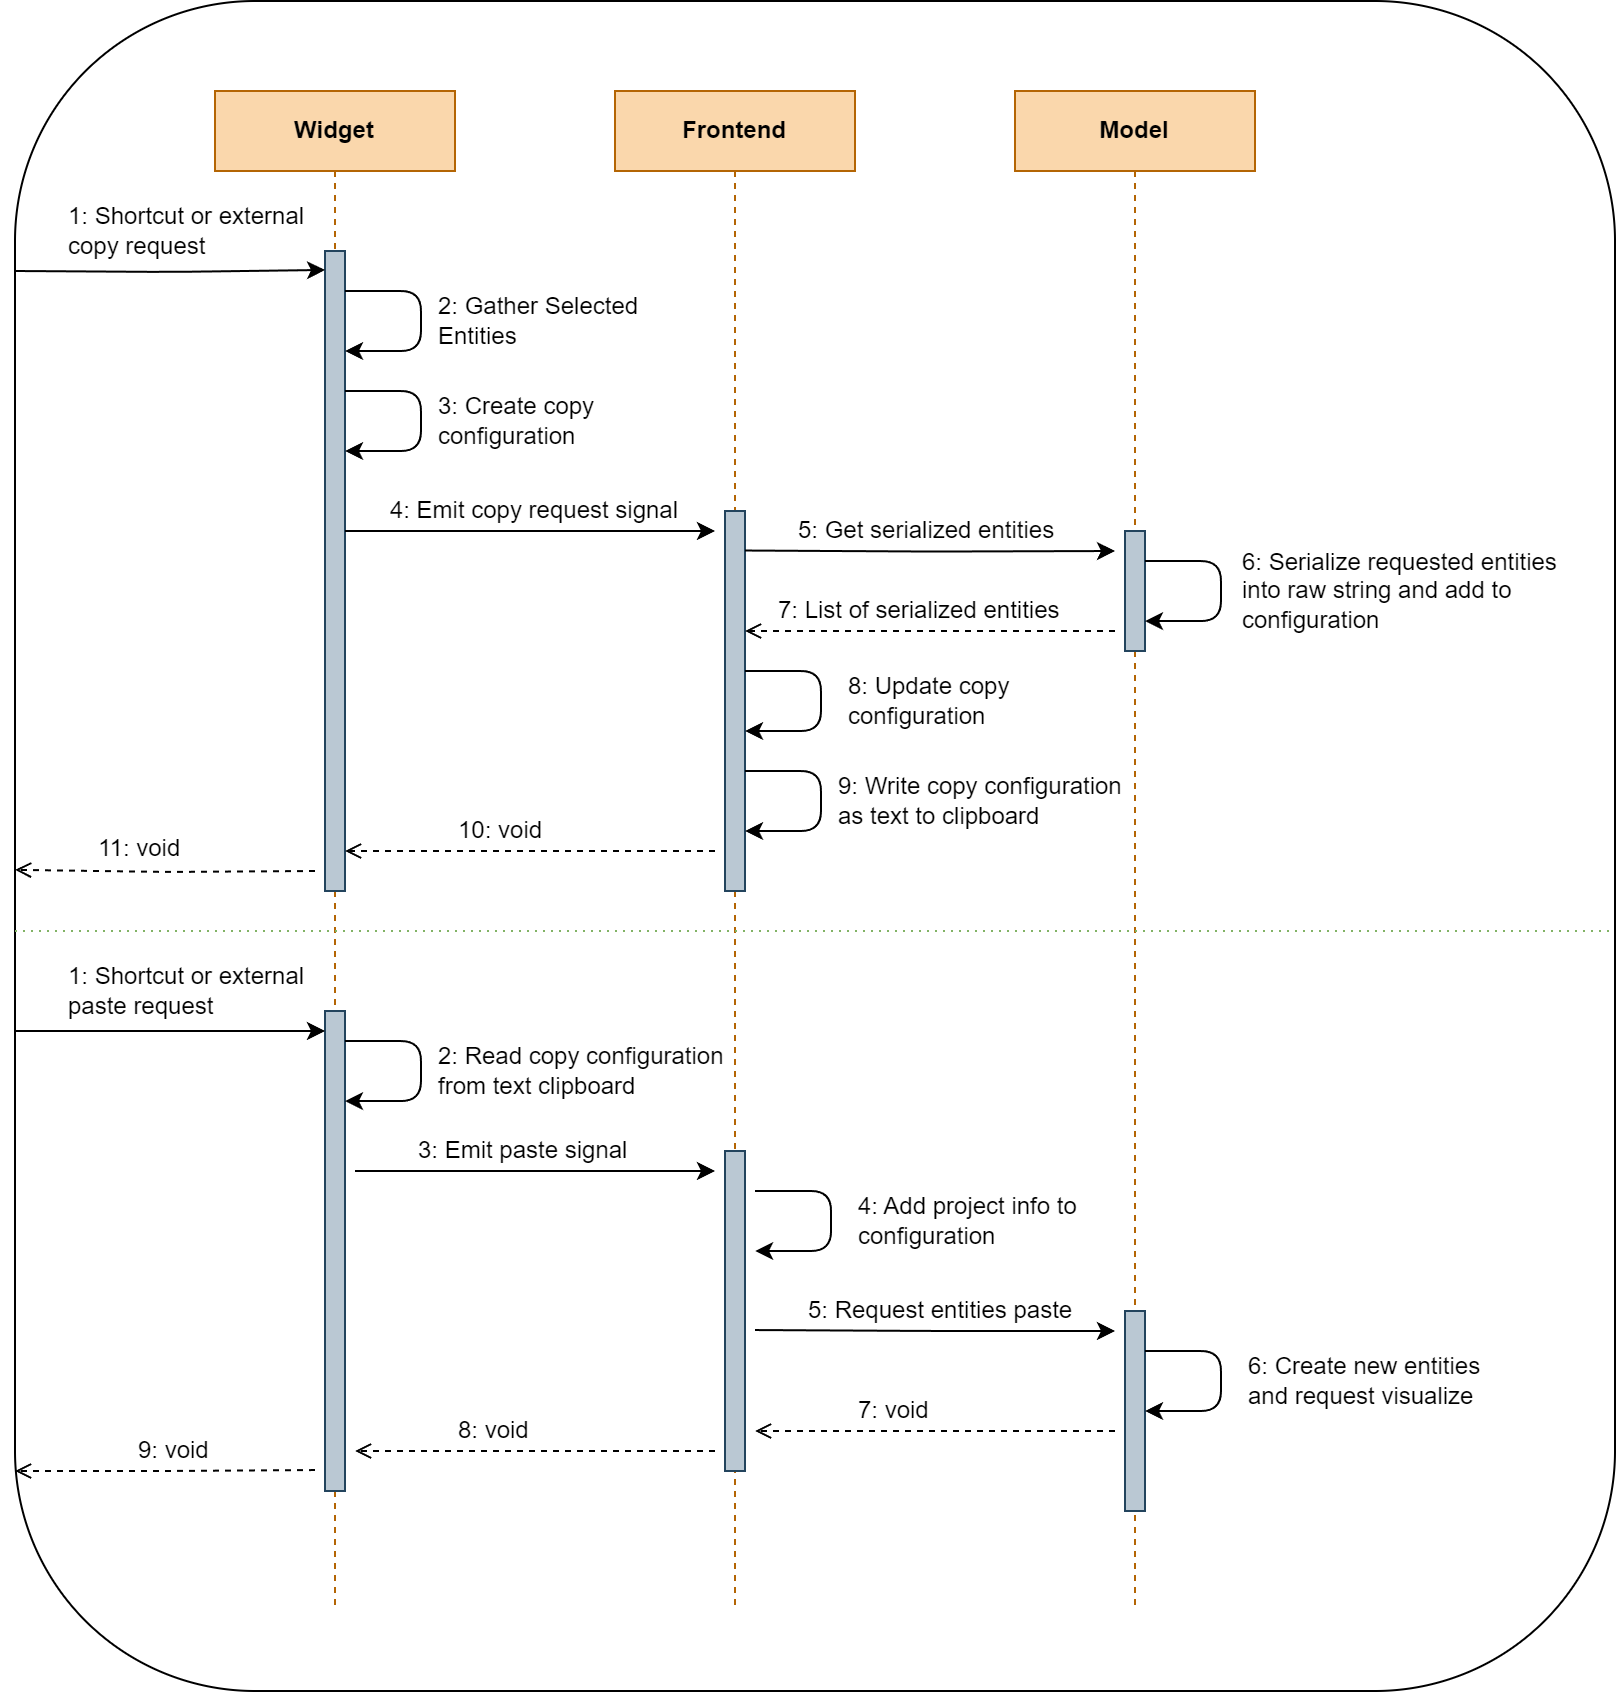 Widget
Frontend
Model
1: Shortcut or external
copy request
2: Gather Selected
Entities
3: Create copy
configuration
4: Emit copy request signal
5: Get serialized entities
6: Serialize requested entities
into raw string and add to
configuration
7: List of serialized entities
8: Update copy
configuration
9: Write copy configuration
as text to clipboard
10: void
11: void
1: Shortcut or external
paste request
2: Read copy configuration
from text clipboard
3: Emit paste signal
4: Add project info to
configuration
5: Request entities paste
6: Create new entities
and request visualize
7: void
8: void
9: void